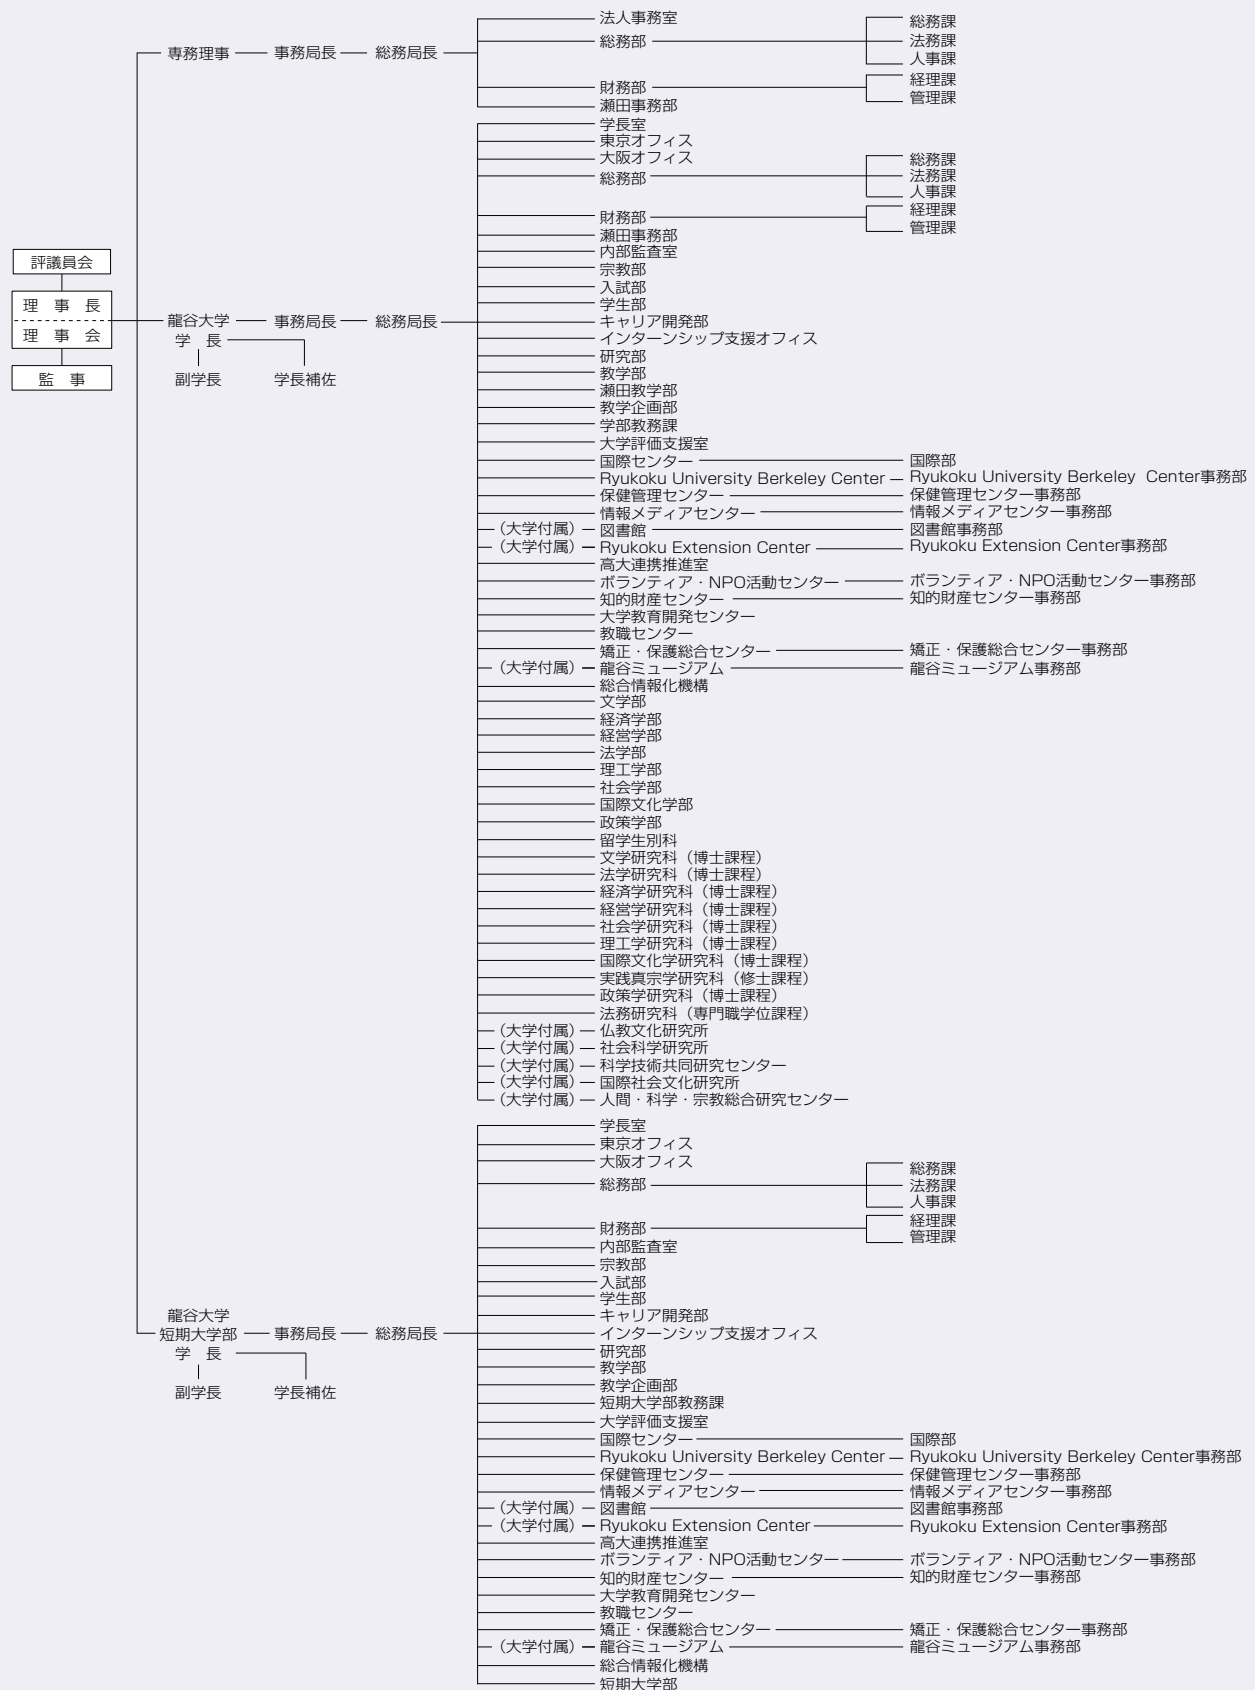 評議員会
理 事 長
理 事 会
監 事
専務理事 事務局長 総務局長
法人事務室
総務部
総務課
法務課
人事課
財務部
経理課
管理課
瀬田事務部
龍谷大学 事務局長 総務局長
学 長
副学長 学長補佐
学長室
東京オフィス
大阪オフィス
総務部
総務課
法務課
人事課
財務部
経理課
管理課
瀬田事務部
内部監査室
宗教部
入試部
学生部
キャリア開発部
インターンシップ支援オフィス
研究部
教学部
瀬田教学部
教学企画部
学部教務課
大学評価支援室
国際センター 国際部
Ryukoku University Berkeley Center Ryukoku University Berkeley Center事務部
保健管理センター 保健管理センター事務部
情報メディアセンター 情報メディアセンター事務部
(大学付属) 図書館 図書館事務部
(大学付属) Ryukoku Extension Center Ryukoku Extension Center事務部
高大連携推進室
ボランティア・NPO活動センター ボランティア・NPO活動センター事務部
知的財産センター 知的財産センター事務部
大学教育開発センター
教職センター
矯正・保護総合センター 矯正・保護総合センター事務部
(大学付属) 龍谷ミュージアム 龍谷ミュージアム事務部
総合情報化機構
文学部
経済学部
経営学部
法学部
理工学部
社会学部
国際文化学部
政策学部
留学生別科
文学研究科（博士課程）
法学研究科（博士課程）
経済学研究科（博士課程）
経営学研究科（博士課程）
社会学研究科（博士課程）
理工学研究科（博士課程）
国際文化学研究科（博士課程）
実践真宗学研究科（修士課程）
政策学研究科（博士課程）
法務研究科（専門職学位課程）
(大学付属) 仏教文化研究所
(大学付属) 社会科学研究所
(大学付属) 科学技術共同研究センター
(大学付属) 国際社会文化研究所
(大学付属) 人間・科学・宗教総合研究センター
龍谷大学
短期大学部 事務局長 総務局長
学 長
副学長 学長補佐
学長室
東京オフィス
大阪オフィス
総務部
総務課
法務課
人事課
財務部
経理課
管理課
内部監査室
宗教部
入試部
学生部
キャリア開発部
インターンシップ支援オフィス
研究部
教学部
教学企画部
短期大学部教務課
大学評価支援室
国際センター 国際部
Ryukoku University Berkeley Center Ryukoku University Berkeley Center事務部
保健管理センター 保健管理センター事務部
情報メディアセンター 情報メディアセンター事務部
(大学付属) 図書館 図書館事務部
(大学付属) Ryukoku Extension Center Ryukoku Extension Center事務部
高大連携推進室
ボランティア・NPO活動センター ボランティア・NPO活動センター事務部
知的財産センター 知的財産センター事務部
大学教育開発センター
教職センター
矯正・保護総合センター 矯正・保護総合センター事務部
(大学付属) 龍谷ミュージアム 龍谷ミュージアム事務部
総合情報化機構
短期大学部